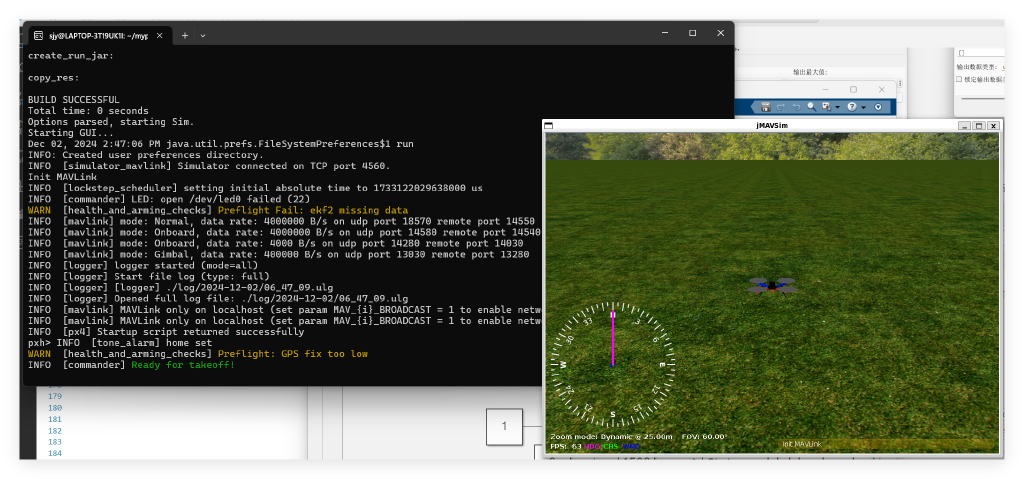 sjy@LAPTOP-3TI9UK1I: ~/myp
create_run_jar:
copy_res:
BUILD SUCCESSFUL
Total time: 0 seconds
Options parsed, starting Sim.
Starting GUI...
Dec 02, 2024 2:47:06 PM java.util.prefs.FileSystemPreferences$1 run
INFO: Created user preferences directory.
INFO  [simulator_mavlink] Simulator connected on TCP port 4560.
Init MAVLink
INFO  [lockstep_scheduler] setting initial absolute time to 1733122029638000 us
INFO  [commander] LED: open /dev/led0 failed (22)
WARN  [health_and_arming_checks] Preflight Fail: ekf2 missing data
INFO  [mavlink] mode: Normal, data rate: 4000000 B/s on udp port 18570 remote port 14550
INFO  [mavlink] mode: Onboard, data rate: 4000000 B/s on udp port 14580 remote port 14540
INFO  [mavlink] mode: Onboard, data rate: 4000 B/s on udp port 14280 remote port 14030
INFO  [mavlink] mode: Gimbal, data rate: 400000 B/s on udp port 13030 remote port 13280
INFO  [logger] logger started (mode=all)
INFO  [logger] Start file log (type: full)
INFO  [logger] [logger] ./log/2024-12-02/06_47_09.ulg
INFO  [logger] Opened full log file: ./log/2024-12-02/06_47_09.ulg
INFO  [mavlink] MAVLink only on localhost (set param MAV_{i}_BROADCAST = 1 to enable netw
INFO  [mavlink] MAVLink only on localhost (set param MAV_{i}_BROADCAST = 1 to enable netw
INFO  [px4] Startup script returned successfully
pxh> INFO  [tone_alarm] home set
WARN  [health_and_arming_checks] Preflight: GPS fix too low
INFO  [commander] Ready for takeoff!
输出最大值:
输出数据类型:
锁定输出数据
jMAVSim
N
3
6
E
12
15
S
21
24
W
30
33
Zoom mode: Dynamic @ 25.00m FOV: 60.00°
FPS: 63
Init MAVLink
179
180
181
182
183
184
1